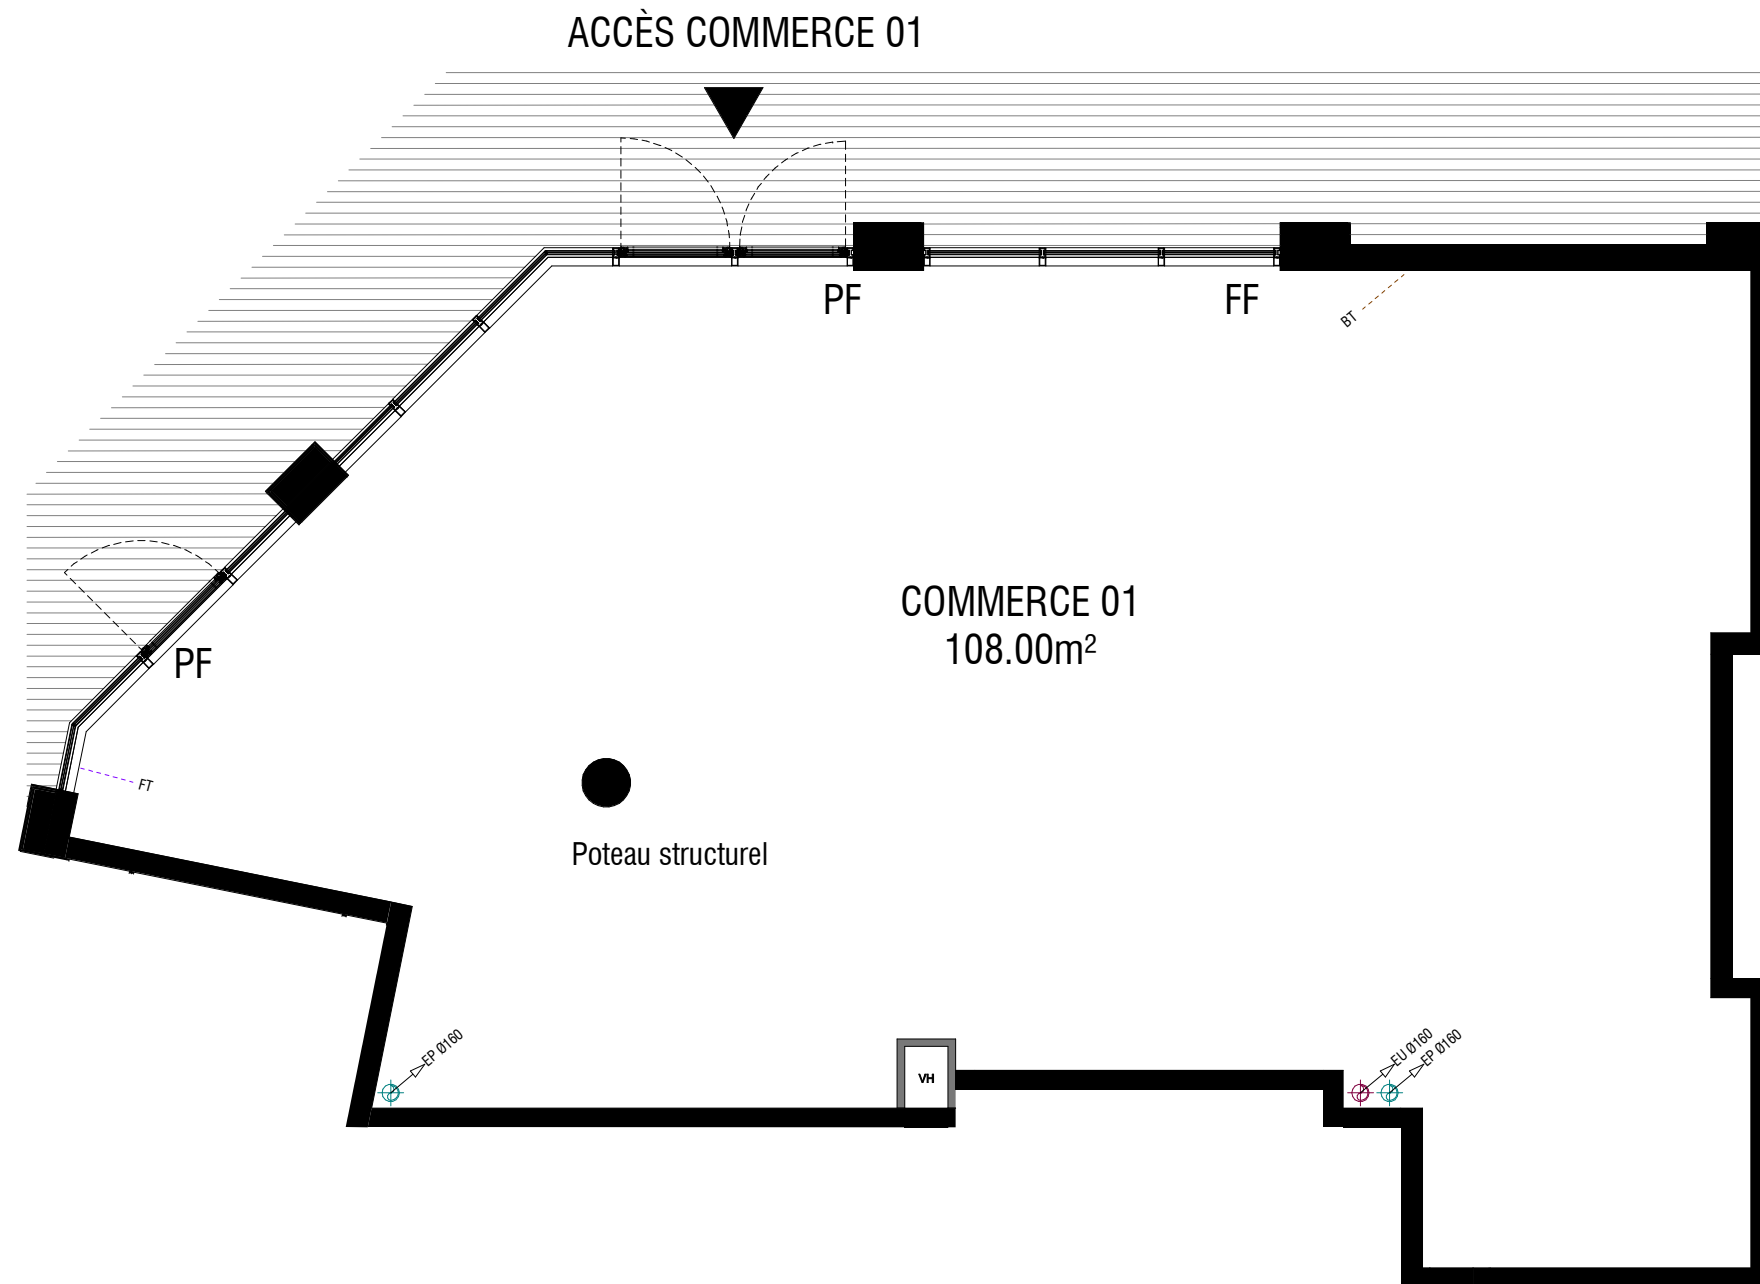 ACCÈS COMMERCE 01
PF
FF
BT
COMMERCE 01
108.00m²
PF
FT
Poteau structurel
EP Ø160
VH
EU Ø160
EP Ø160